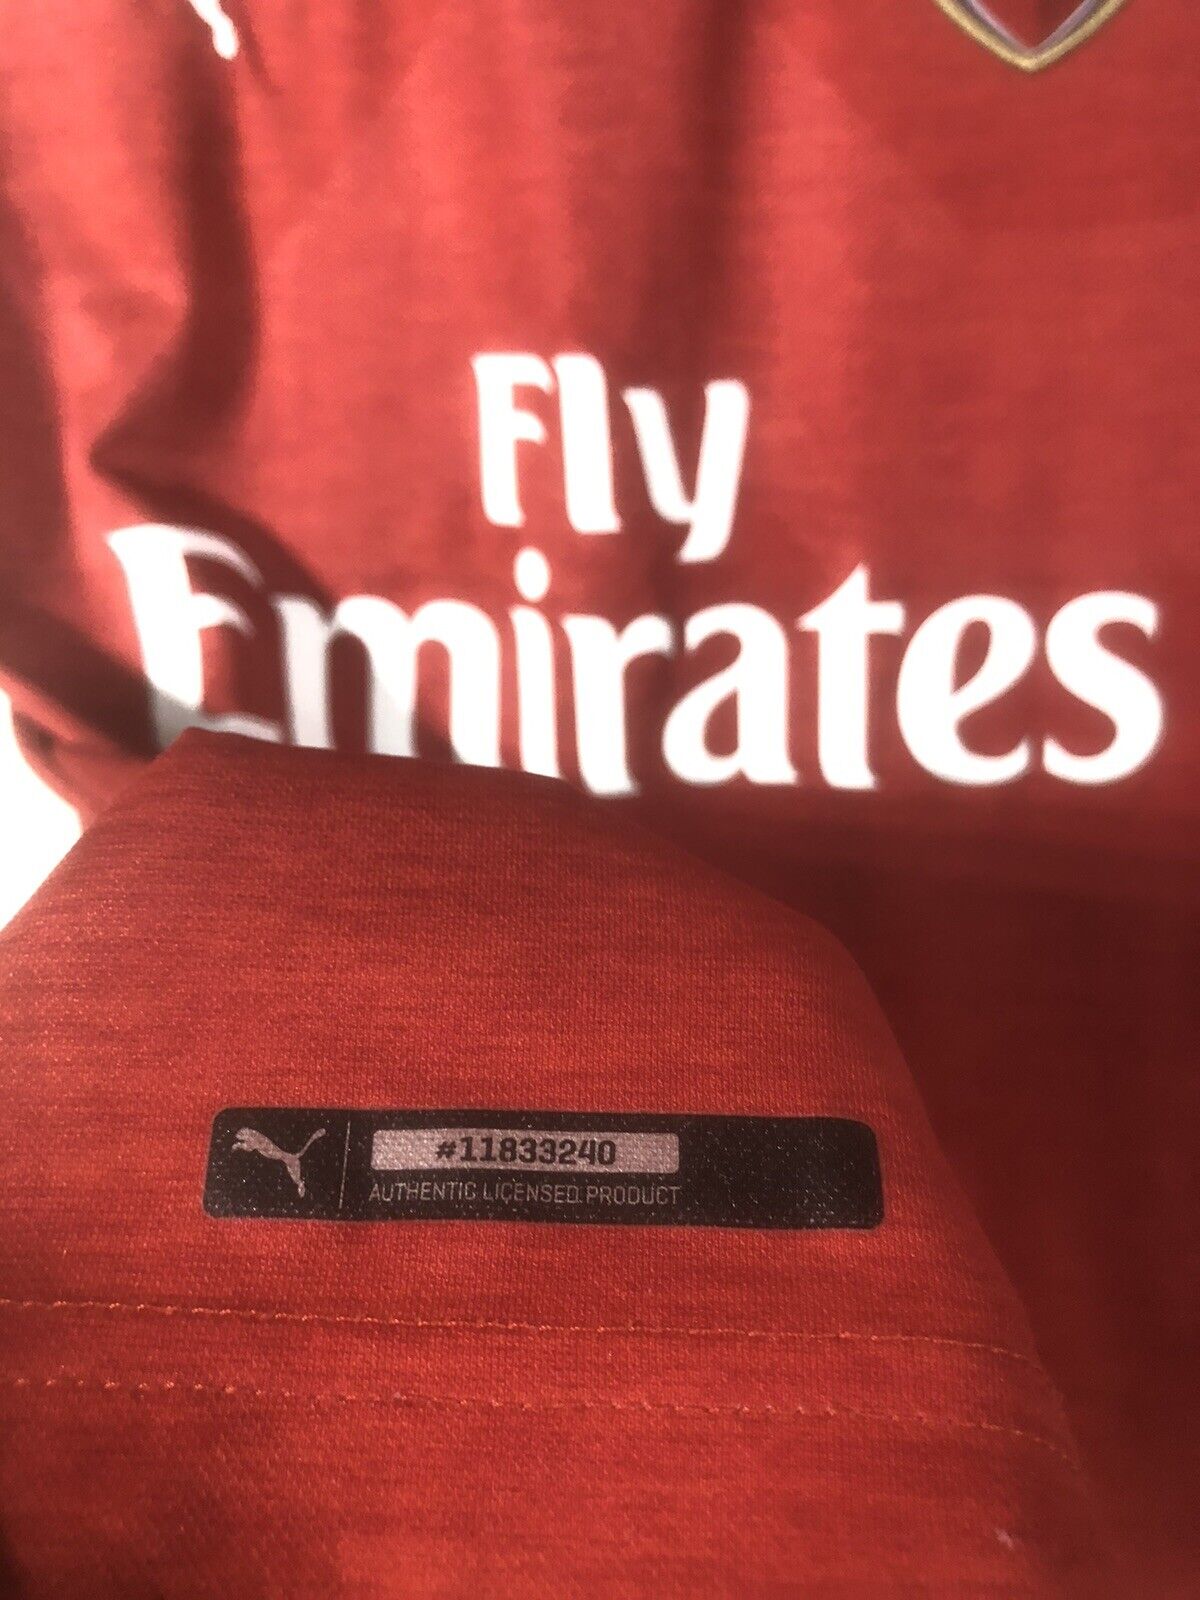 Fly
Emirates
#11833240
AUTHENTIC LICENSED PRODUCT